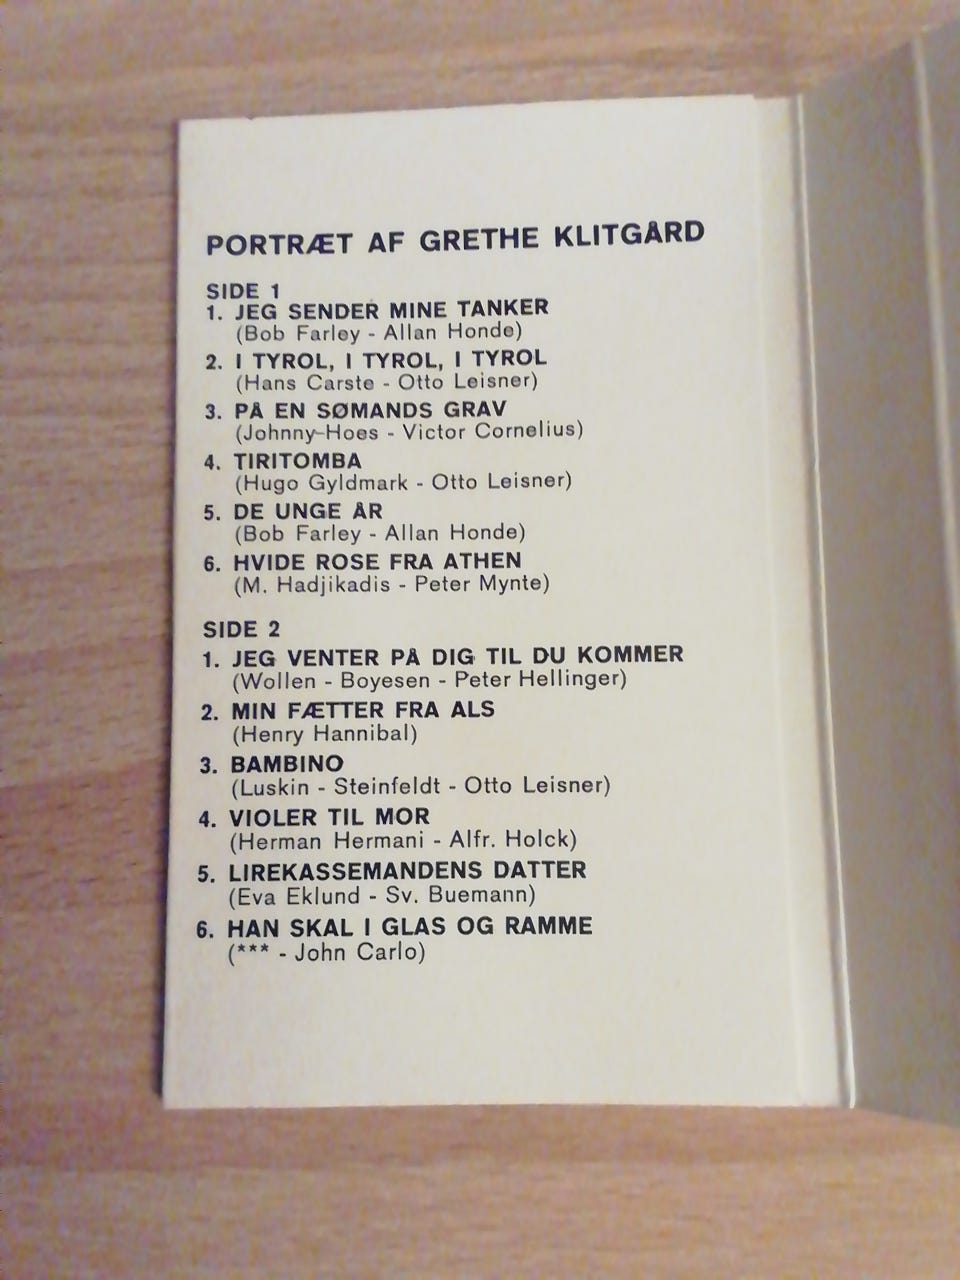 PORTRÆT AF GRETHE KLITGÅRD
SIDE 1
1. JEG SENDER MINE TANKER
(Bob Farley - Allan Honde)
2. I TYROL, I TYROL, I TYROL
(Hans Carste - Otto Leisner)
3. PÅ EN SØMANDS GRAV
(Johnny-Hoes - Victor Cornelius)
4. TIRITOMBA
(Hugo Gyldmark - Otto Leisner)
5. DE UNGE ÅR
(Bob Farley - Allan Honde)
6. HVIDE ROSE FRA ATHEN
(M. Hadjikadis - Peter Mynte)
SIDE 2
1. JEG VENTER PÅ DIG TIL DU KOMMER
(Wollen - Boyesen - Peter Hellinger)
2. MIN FÆTTER FRA ALS
(Henry Hannibal)
3. BAMBINO
(Luskin - Steinfeldt - Otto Leisner)
4. VIOLER TIL MOR
(Herman Hermani - Alfr. Holck)
5. LIREKASSEMANDENS DATTER
(Eva Eklund - Sv. Buemann)
6. HAN SKAL I GLAS OG RAMME
(*** - John Carlo)